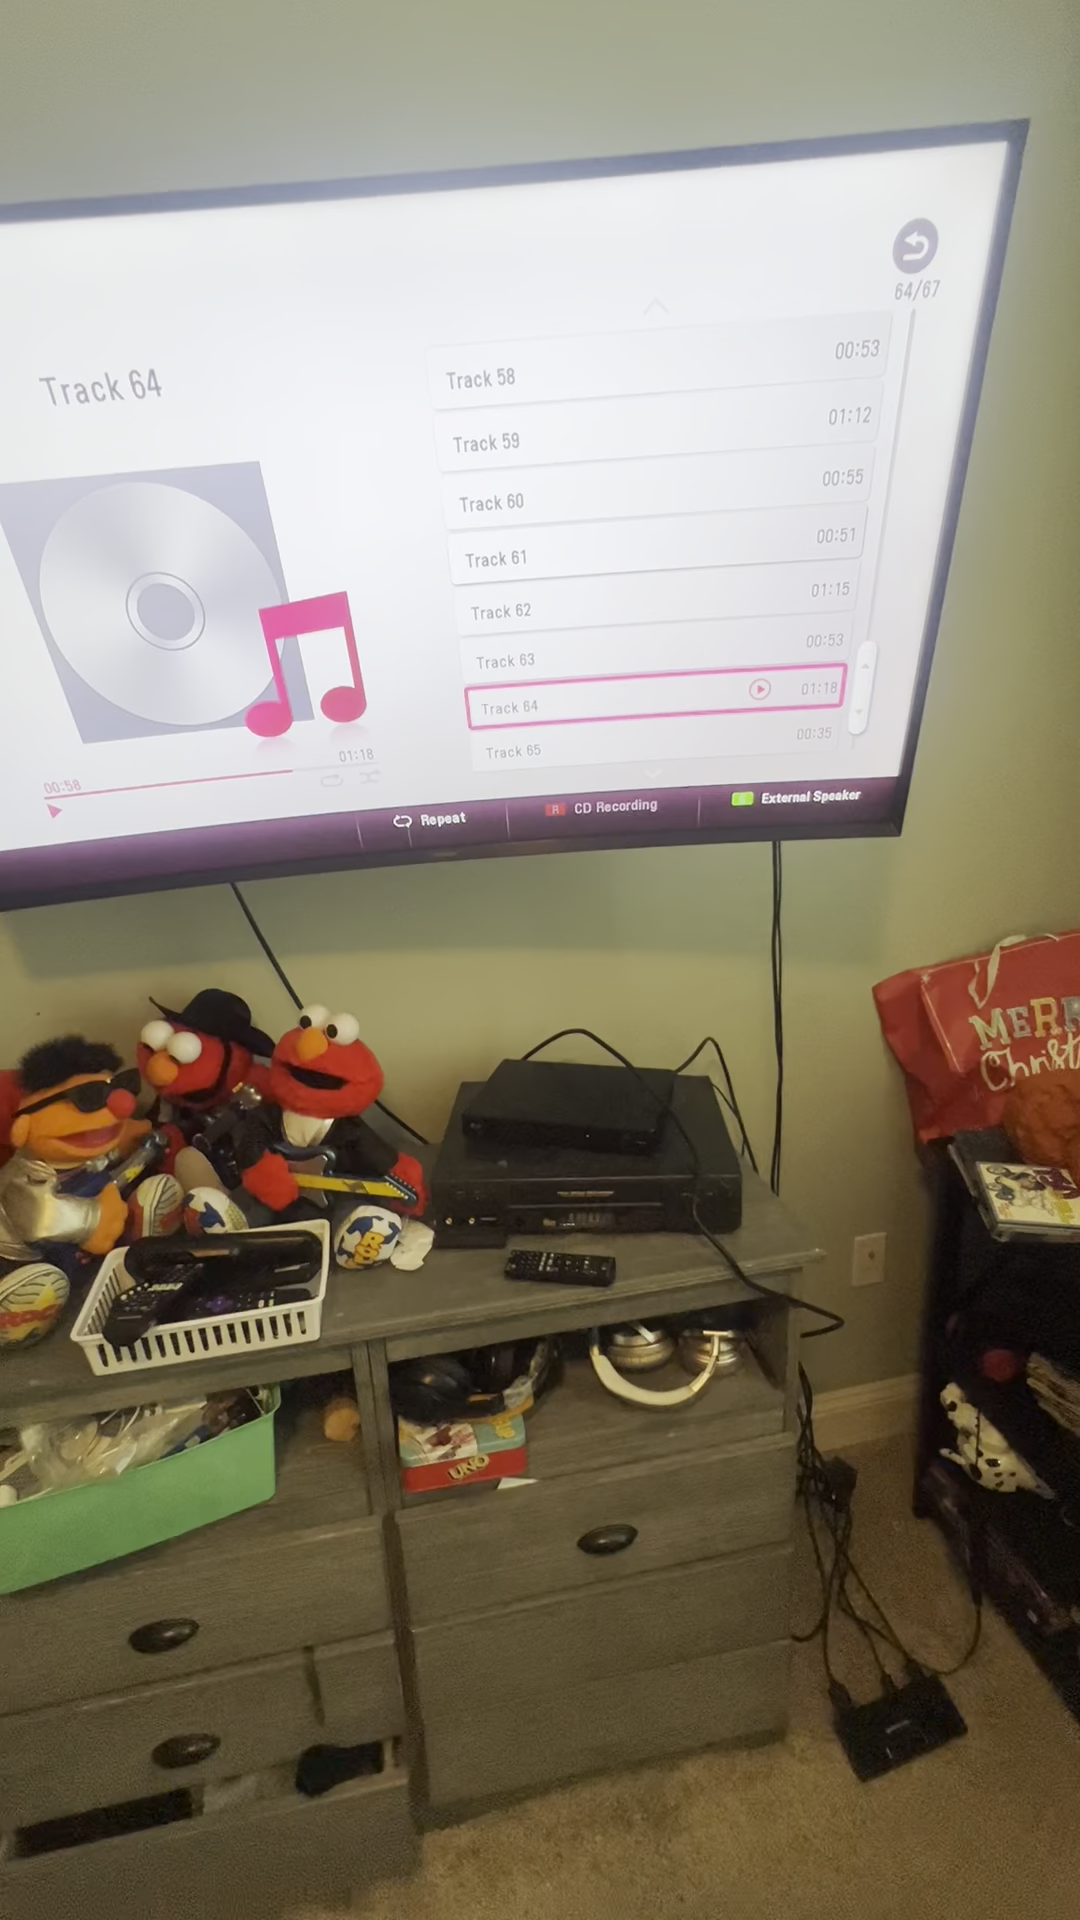 64/67
Track 64
Track 58 00:53
Track 59 01:12
Track 60 00:55
Track 61 00:51
Track 62 01:15
Track 63 00:53
Track 64 01:18
Track 65 00:35
00:58 01:18
Repeat
R CD Recording
External Speaker
MERR
Christ
UNO